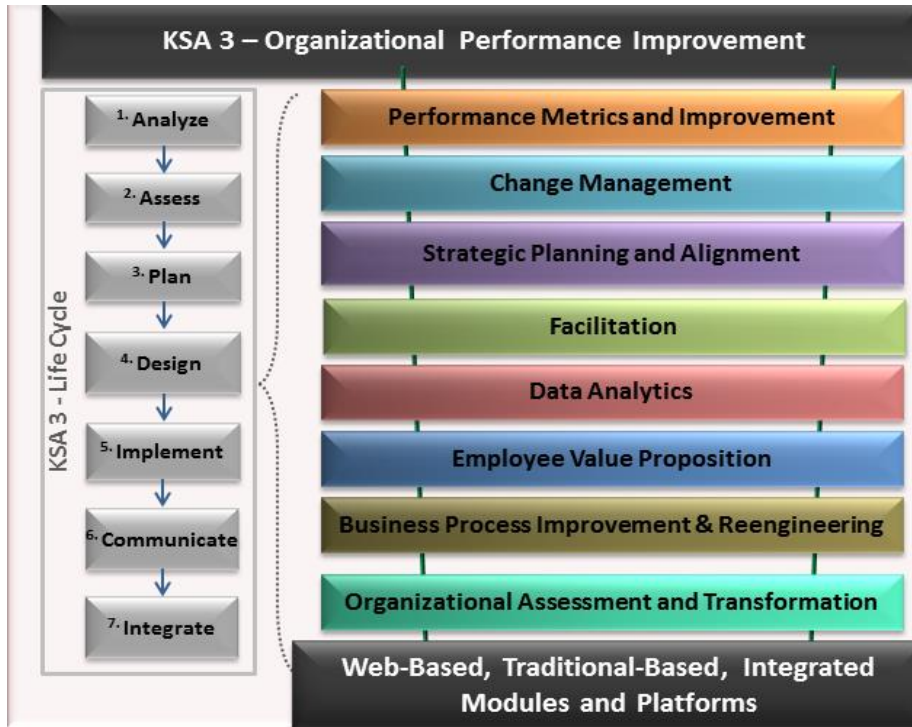 KSA 3 – Organizational Performance Improvement
KSA 3 - Life Cycle
1. Analyze
2. Assess
3. Plan
4. Design
5. Implement
6. Communicate
7. Integrate
Performance Metrics and Improvement
Change Management
Strategic Planning and Alignment
Facilitation
Data Analytics
Employee Value Proposition
Business Process Improvement & Reengineering
Organizational Assessment and Transformation
Web-Based, Traditional-Based, Integrated
Modules and Platforms